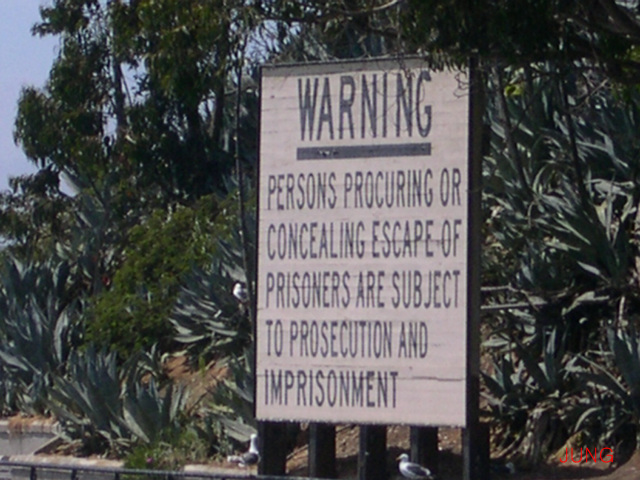 WARNING
PERSONS PROCURING OR
CONCEALING ESCAPE OF
PRISONERS ARE SUBJECT
TO PROSECUTION AND
IMPRISONMENT
JUNG